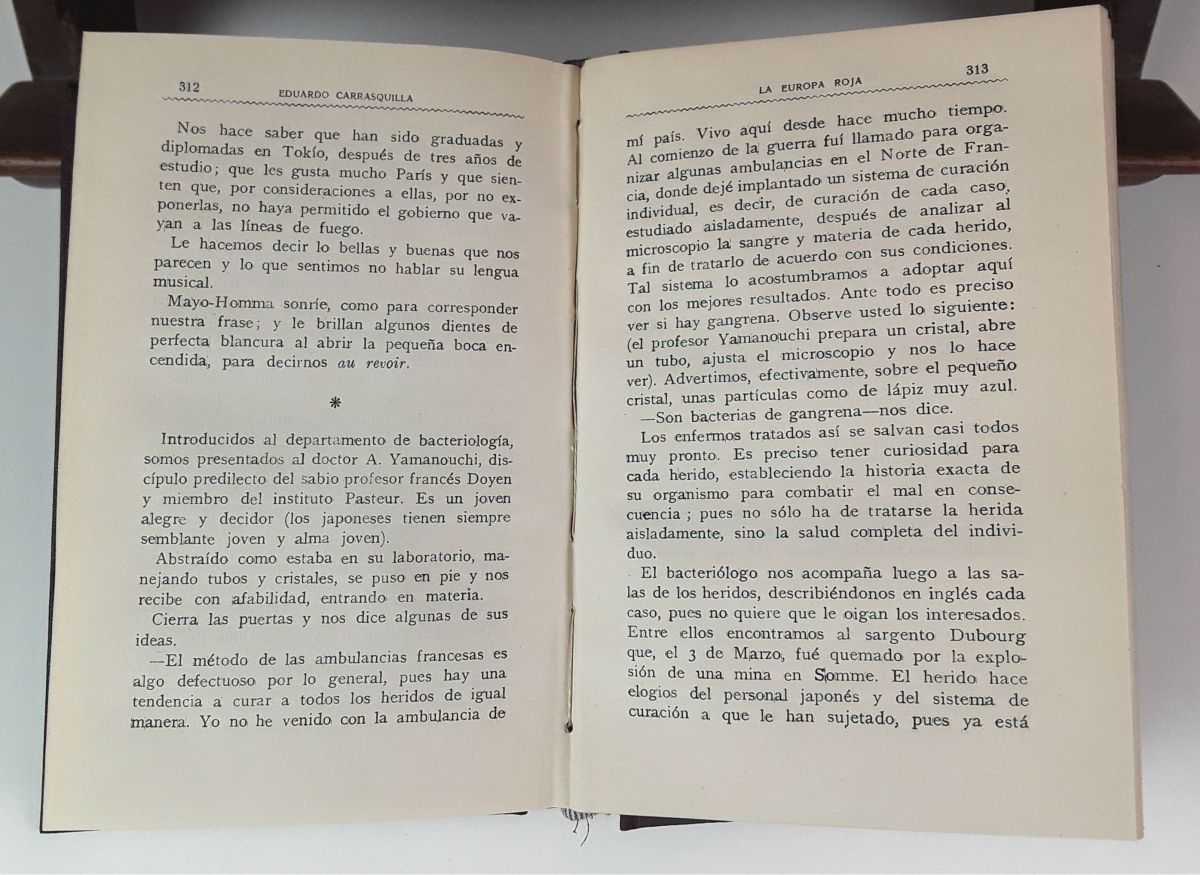 312
EDUARDO CARRASQUILLA
Nos hace saber que han sido graduadas y
diplomadas en Tokío, después de tres años de
estudio; que les gusta mucho París y que sien-
ten que, por consideraciones a ellas, por no ex-
ponerlas, no haya permitido el gobierno que va-
yan a las líneas de fuego.
Le hacemos decir lo bellas y buenas que nos
parecen y lo que sentimos no hablar su lengua
musical.
Mayo-Homma sonríe, como para corresponder
nuestra frase; y le brillan algunos dientes de
perfecta blancura al abrir la pequeña boca en-
cendida, para decirnos au revoir.
*
Introducidos al departamento de bacteriología,
somos presentados al doctor A. Yamanouchi, dis-
cípulo predilecto del sabio profesor francés Doyen
y miembro del instituto Pasteur. Es un joven
alegre y decidor (los japoneses tienen siempre
semblante joven y alma joven).
Abstraído como estaba en su laboratorio, ma-
nejando tubos y cristales, se puso en pie y nos
recibe con afabilidad, entrando en materia.
Cierra las puertas y nos dice algunas de sus
ideas.
—El método de las ambulancias francesas es
algo defectuoso por lo general, pues hay una
tendencia a curar a todos los heridos de igual
manera. Yo no he venido con la ambulancia de
LA EUROPA ROJA
313
mí país. Vivo aquí desde hace mucho tiempo.
Al comienzo de la guerra fuí llamado para orga-
nizar algunas ambulancias en el Norte de Fran-
cia, donde dejé implantado un sistema de curación
individual, es decir, de curación de cada caso,
estudiado aisladamente, después de analizar al
microscopio la sangre y materia de cada herido,
a fin de tratarlo de acuerdo con sus condiciones.
Tal sistema lo acostumbramos a adoptar aquí
con los mejores resultados. Ante todo es preciso
ver si hay gangrena. Observe usted lo siguiente:
(el profesor Yamanouchi prepara un cristal, abre
un tubo, ajusta el microscopio y nos lo hace
ver). Advertimos, efectivamente, sobre el pequeño
cristal, unas partículas como de lápiz muy azul.
—Son bacterias de gangrena—nos dice.
Los enfermos tratados así se salvan casi todos
muy pronto. Es preciso tener curiosidad para
cada herido, estableciendo la historia exacta de
su organismo para combatir el mal en conse-
cuencia; pues no sólo ha de tratarse la herida
aisladamente, sino la salud completa del indivi-
duo.
El bacteriólogo nos acompaña luego a las sa-
las de los heridos, describiéndonos en inglés cada
caso, pues no quiere que le oigan los interesados.
Entre ellos encontramos al sargento Dubourg
que, el 3 de Marzo, fué quemado por la explo-
sión de una mina en Somme. El herido hace
elogios del personal japonés y del sistema de
curación a que le han sujetado, pues ya está